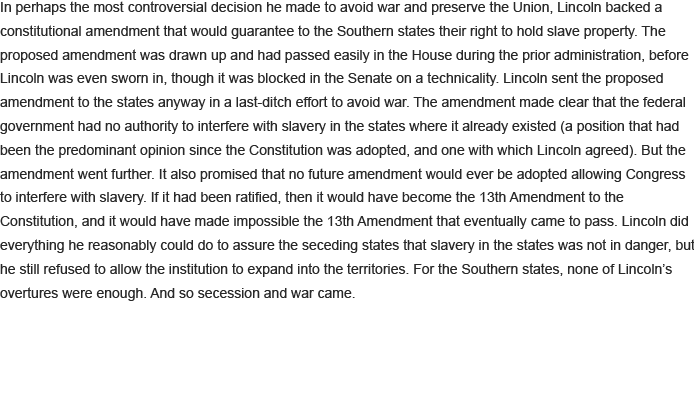 In perhaps the most controversial decision he made to avoid war and preserve the Union, Lincoln backed a
constitutional amendment that would guarantee to the Southern states their right to hold slave property. The
proposed amendment was drawn up and had passed easily in the House during the prior administration, before
Lincoln was even sworn in, though it was blocked in the Senate on a technicality. Lincoln sent the proposed
amendment to the states anyway in a last-ditch effort to avoid war. The amendment made clear that the federal
government had no authority to interfere with slavery in the states where it already existed (a position that had
been the predominant opinion since the Constitution was adopted, and one with which Lincoln agreed). But the
amendment went further. It also promised that no future amendment would ever be adopted allowing Congress
to interfere with slavery. If it had been ratified, then it would have become the 13th Amendment to the
Constitution, and it would have made impossible the 13th Amendment that eventually came to pass. Lincoln did
everything he reasonably could do to assure the seceding states that slavery in the states was not in danger, but
he still refused to allow the institution to expand into the territories. For the Southern states, none of Lincoln’s
overtures were enough. And so secession and war came.